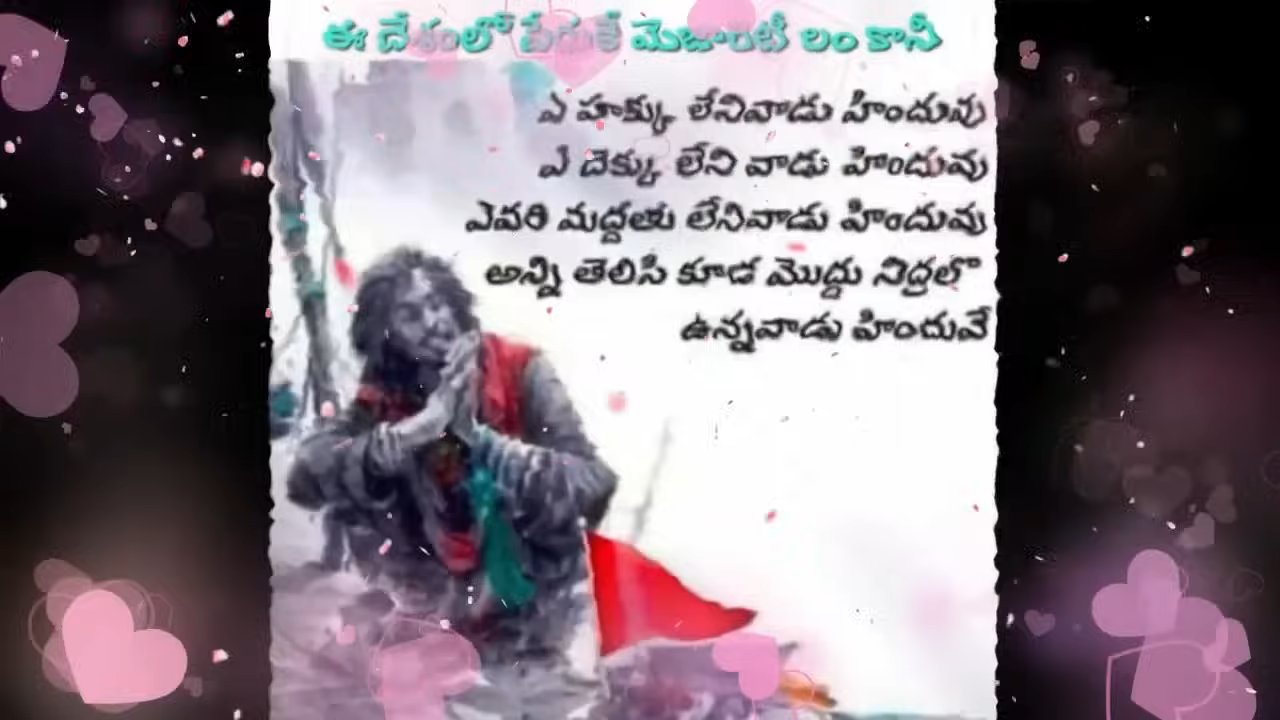 ఈ దేశంలో పేరుకే మెజారిటీ లం కానీ
ఎ హక్కు లేనివాడు హిందువు
ఏ దిక్కు లేని వాడు హిందువు
ఎవరి మద్దతు లేనివాడు హిందువు
అన్ని తెలిసి కూడ మొద్దు నిద్రలొ
ఉన్నవాడు హిందువే